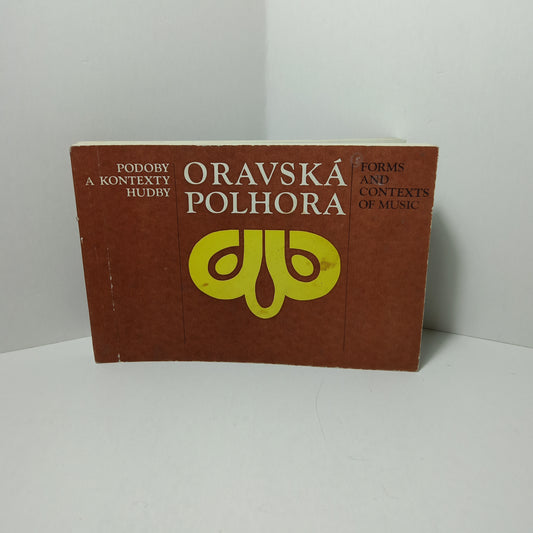 PODOBY
A KONTEXTY
HUDBY
ORAVSKÁ
POLHORA
FORMS
AND
CONTEXTS
OF MUSIC